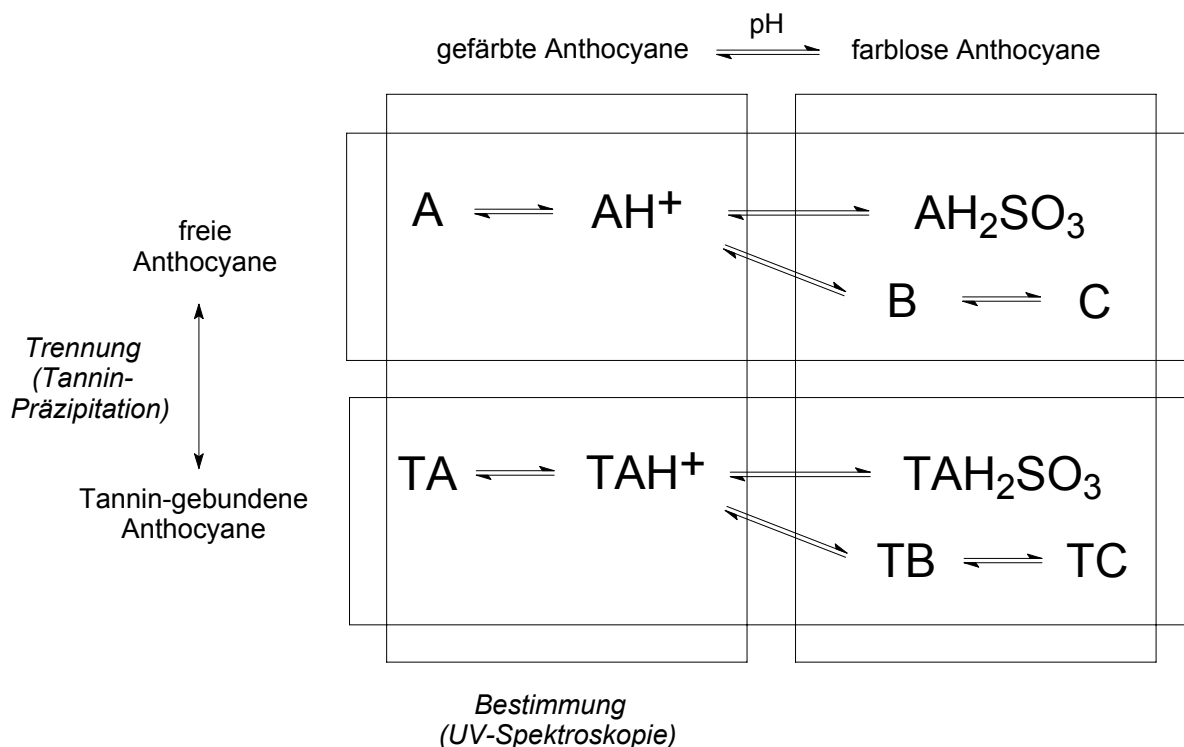 pH
gefärbte Anthocyane farblose Anthocyane
A AH+ AH2SO3
freie
Anthocyane
B C
Trennung
(Tannin-
Präzipitation)
TA TAH+ TAH2SO3
Tannin-gebundene
Anthocyane
TB TC
Bestimmung
(UV-Spektroskopie)